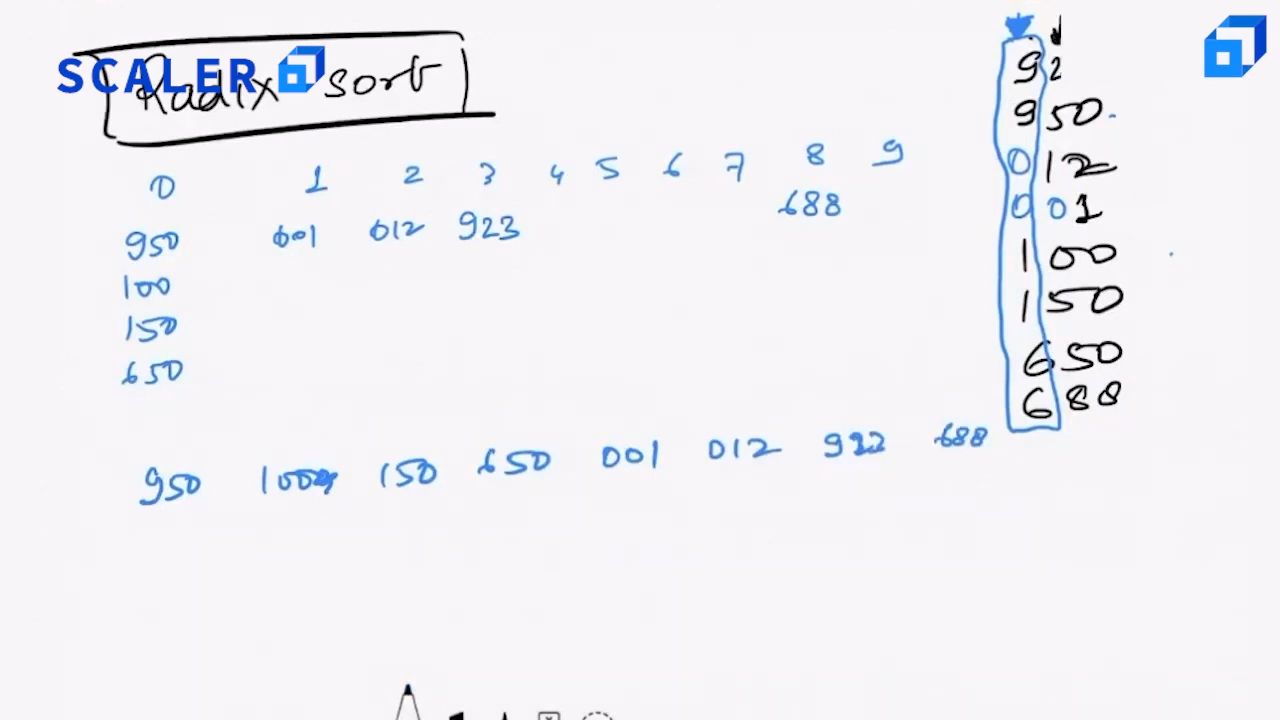 SCALER
Radix sort
0 1 2 3 4 5 6 7 8 9
950 001 012 923 688
100
150
650
950 100 150 650 001 012 688
92
950
012
001
100
150
650
688